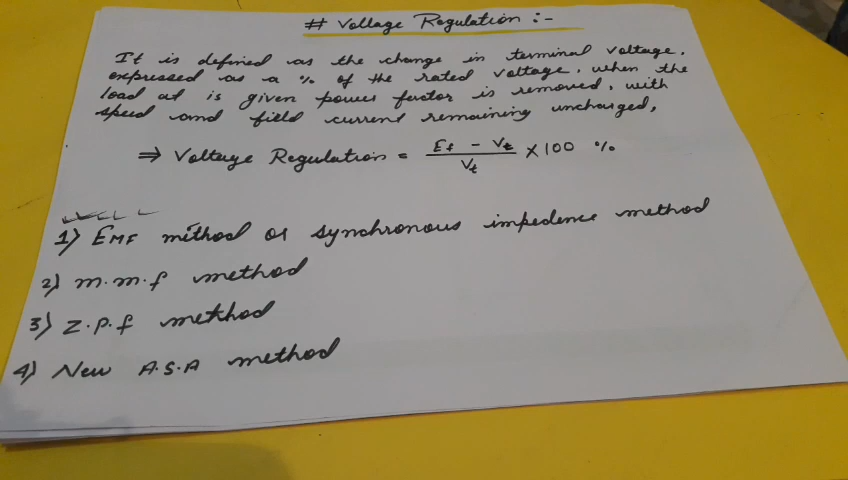 # Voltage Regulation :-
It is defined as the change in terminal voltage,
expressed as a % of the rated voltage, when the
load at is given power factor is removed, with
speed and field current remaining unchanged,
⇒ Voltage Regulation = Ef - Vt / Vt × 100 %
1) EMF method or synchronous impedence method
2) m.m.f method
3) Z.P.f method
4) New A.S.A method